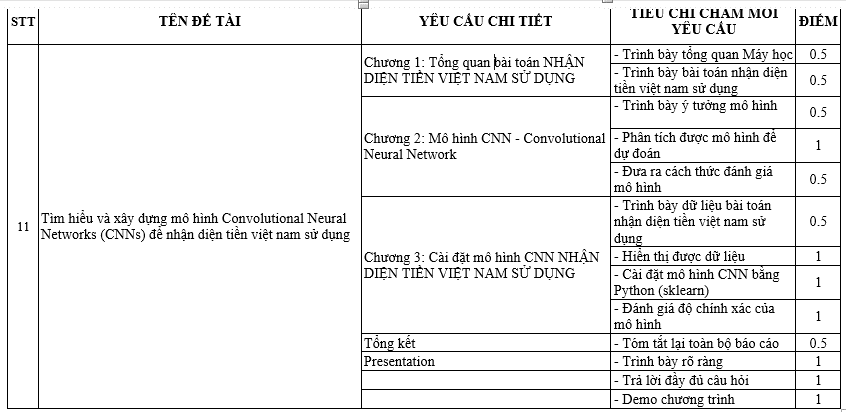 STT
TÊN ĐỀ TÀI
YÊU CẦU CHI TIẾT
TIÊU CHÍ CHẤM MỖI
YÊU CẦU
ĐIỂM
11
Tìm hiểu và xây dựng mô hình Convolutional Neural
Networks (CNNs) để nhận diện tiền việt nam sử dụng
Chương 1: Tổng quan bài toán NHẬN
DIỆN TIỀN VIỆT NAM SỬ DỤNG
- Trình bày tổng quan Máy học
0.5
- Trình bày bài toán nhận diện
tiền việt nam sử dụng
0.5
Chương 2: Mô hình CNN - Convolutional
Neural Network
- Trình bày ý tưởng mô hình
0.5
- Phân tích được mô hình để
dự đoán
1
- Đưa ra cách thức đánh giá
mô hình
0.5
Chương 3: Cài đặt mô hình CNN NHẬN
DIỆN TIỀN VIỆT NAM SỬ DỤNG
- Trình bày dữ liệu bài toán
nhận diện tiền việt nam sử
dụng
0.5
- Hiển thị được dữ liệu
1
- Cài đặt mô hình CNN bằng
Python (sklearn)
1
- Đánh giá độ chính xác của
mô hình
1
Tổng kết
- Tóm tắt lại toàn bộ báo cáo
0.5
Presentation
- Trình bày rõ ràng
1
- Trả lời đầy đủ câu hỏi
1
- Demo chương trình
1